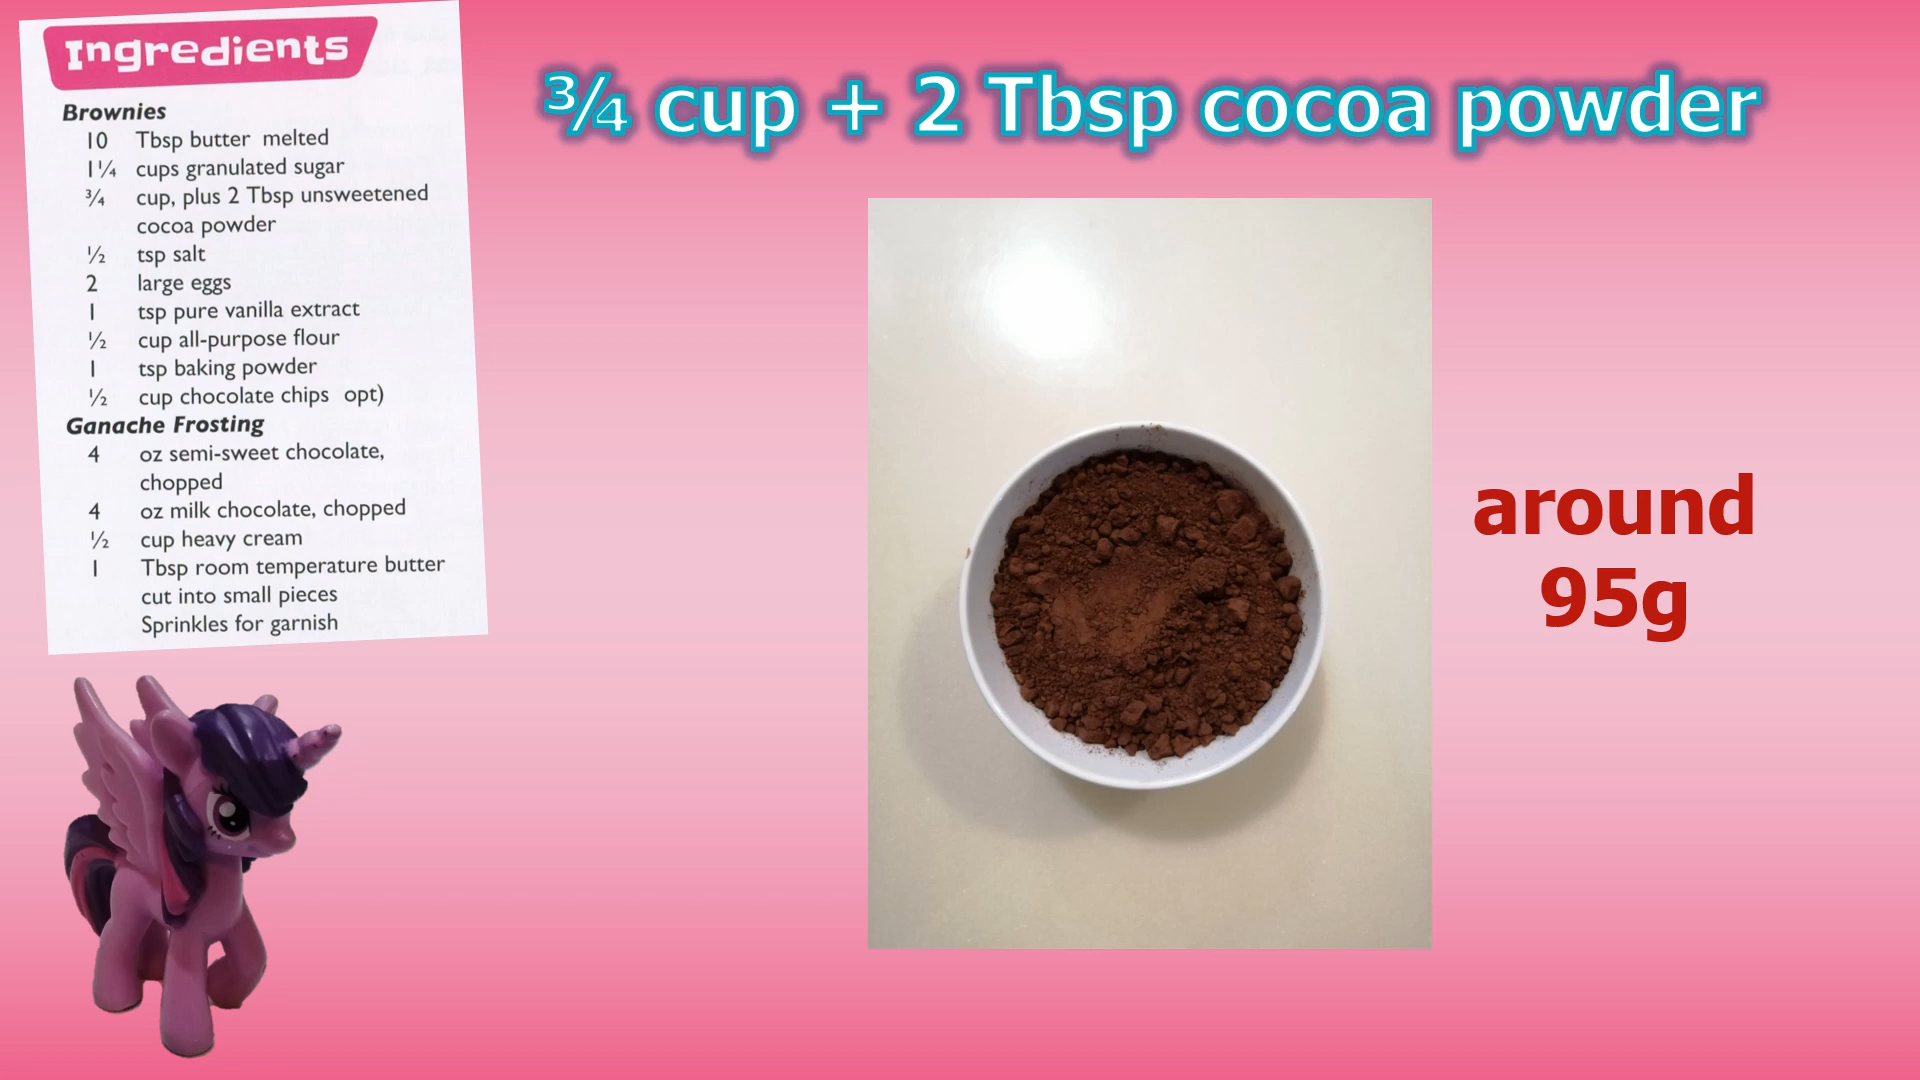 Ingredients
Brownies
10 Tbsp butter melted
1¼ cups granulated sugar
¾ cup, plus 2 Tbsp unsweetened
cocoa powder
½ tsp salt
2 large eggs
1 tsp pure vanilla extract
½ cup all-purpose flour
1 tsp baking powder
½ cup chocolate chips opt)
Ganache Frosting
4 oz semi-sweet chocolate,
chopped
4 oz milk chocolate, chopped
½ cup heavy cream
1 Tbsp room temperature butter
cut into small pieces
Sprinkles for garnish
¾ cup + 2 Tbsp cocoa powder
around
95g